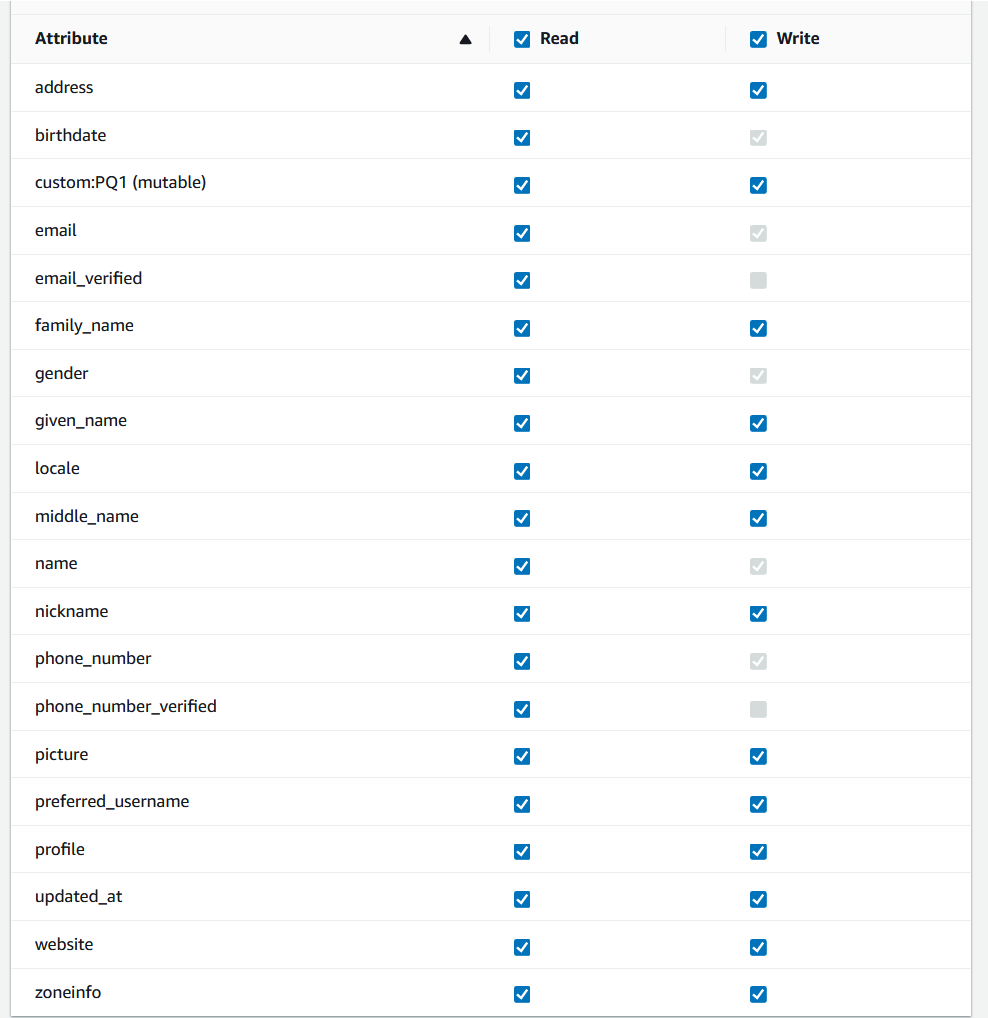 Attribute Read Write
address
birthdate
custom:PQ1 (mutable)
email
email_verified
family_name
gender
given_name
locale
middle_name
name
nickname
phone_number
phone_number_verified
picture
preferred_username
profile
updated_at
website
zoneinfo